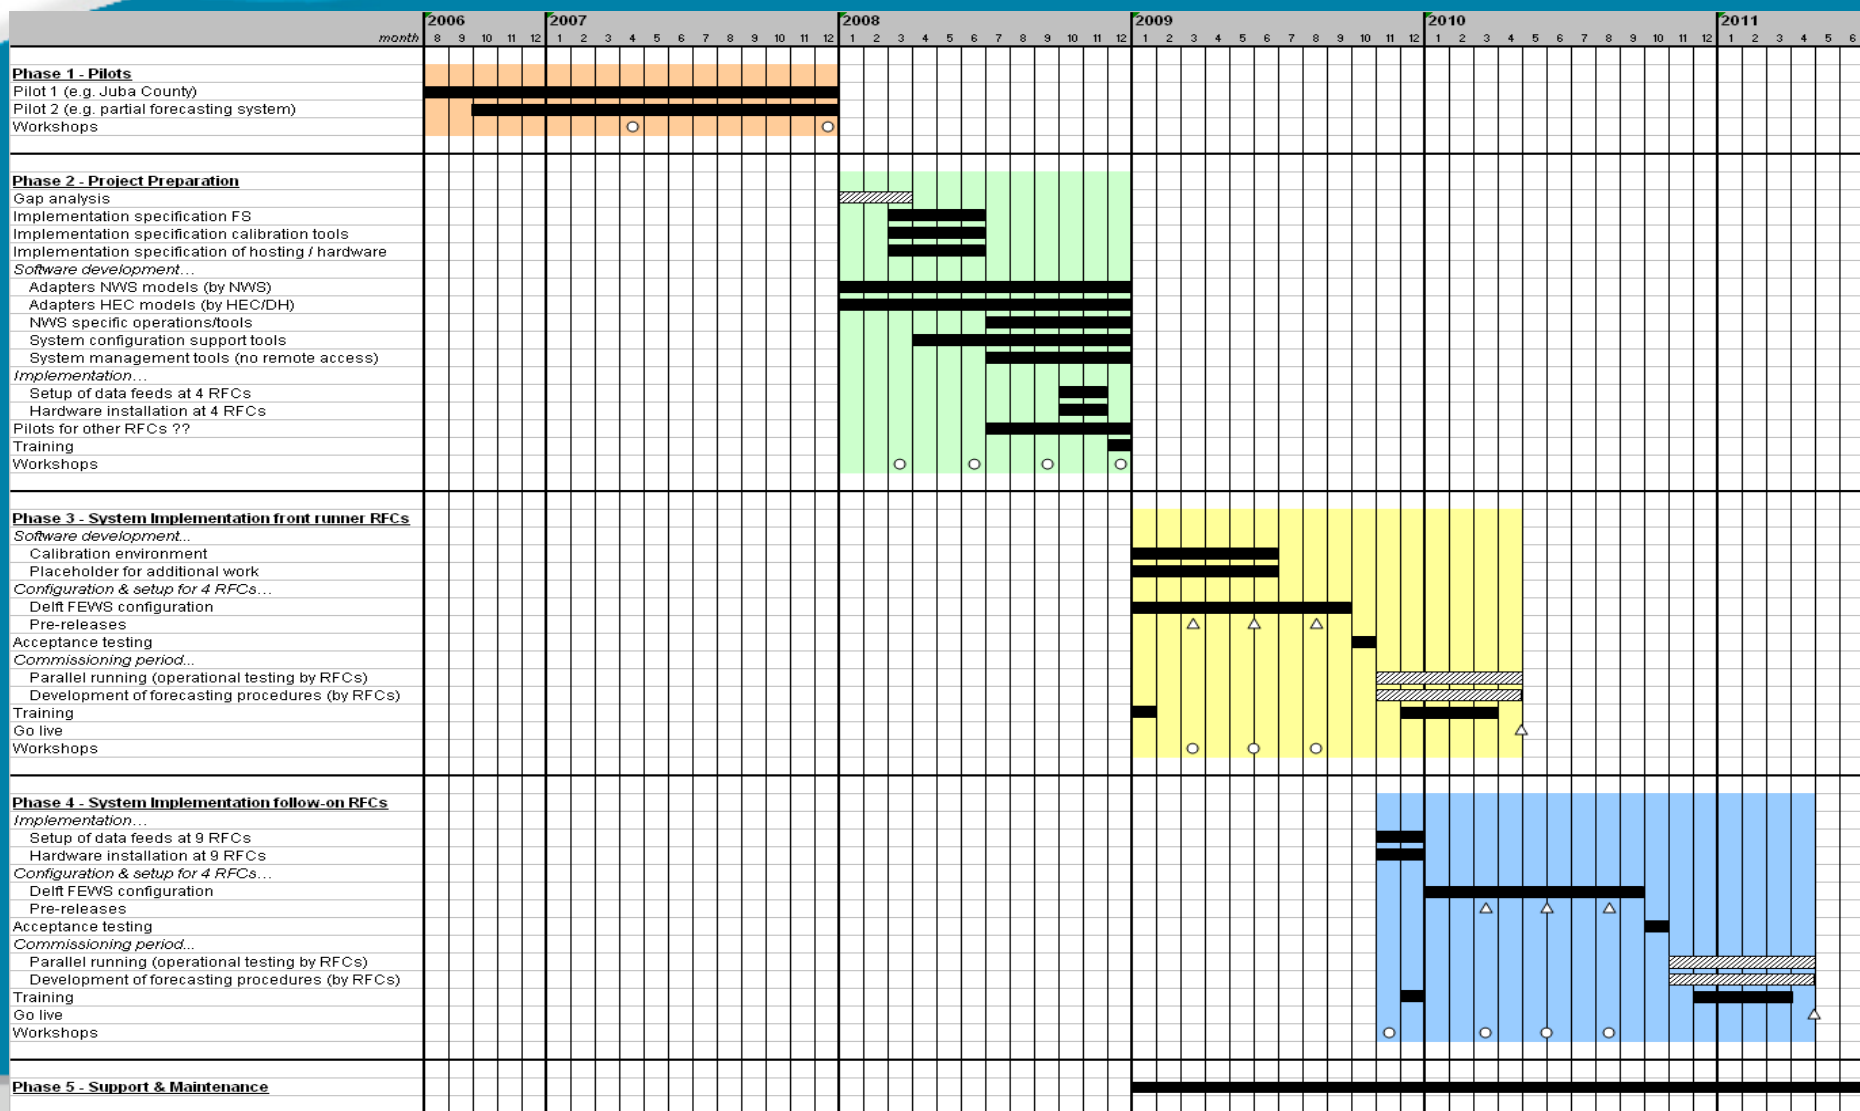 2006 2007 2008 2009 2010 2011
month 8 9 10 11 12 1 2 3 4 5 6 7 8 9 10 11 12 1 2 3 4 5 6 7 8 9 10 11 12 1 2 3 4 5 6 7 8 9 10 11 12 1 2 3 4 5 6 7 8 9 10 11 12 1 2 3 4 5 6
Phase 1 - Pilots
Pilot 1 (e.g. Juba County)
Pilot 2 (e.g. partial forecasting system)
Workshops
Phase 2 - Project Preparation
Gap analysis
Implementation specification FS
Implementation specification calibration tools
Implementation specification of hosting / hardware
Software development...
Adapters NWS models (by NWS)
Adapters HEC models (by HEC/DH)
NWS specific operations/tools
System configuration support tools
System management tools (no remote access)
Implementation...
Setup of data feeds at 4 RFCs
Hardware installation at 4 RFCs
Pilots for other RFCs ??
Training
Workshops
Phase 3 - System Implementation front runner RFCs
Software development...
Calibration environment
Placeholder for additional work
Configuration & setup for 4 RFCs...
Delft FEWS configuration
Pre-releases
Acceptance testing
Commissioning period...
Parallel running (operational testing by RFCs)
Development of forecasting procedures (by RFCs)
Training
Go live
Workshops
Phase 4 - System Implementation follow-on RFCs
Implementation...
Setup of data feeds at 9 RFCs
Hardware installation at 9 RFCs
Configuration & setup for 4 RFCs...
Delft FEWS configuration
Pre-releases
Acceptance testing
Commissioning period...
Parallel running (operational testing by RFCs)
Development of forecasting procedures (by RFCs)
Training
Go live
Workshops
Phase 5 - Support & Maintenance